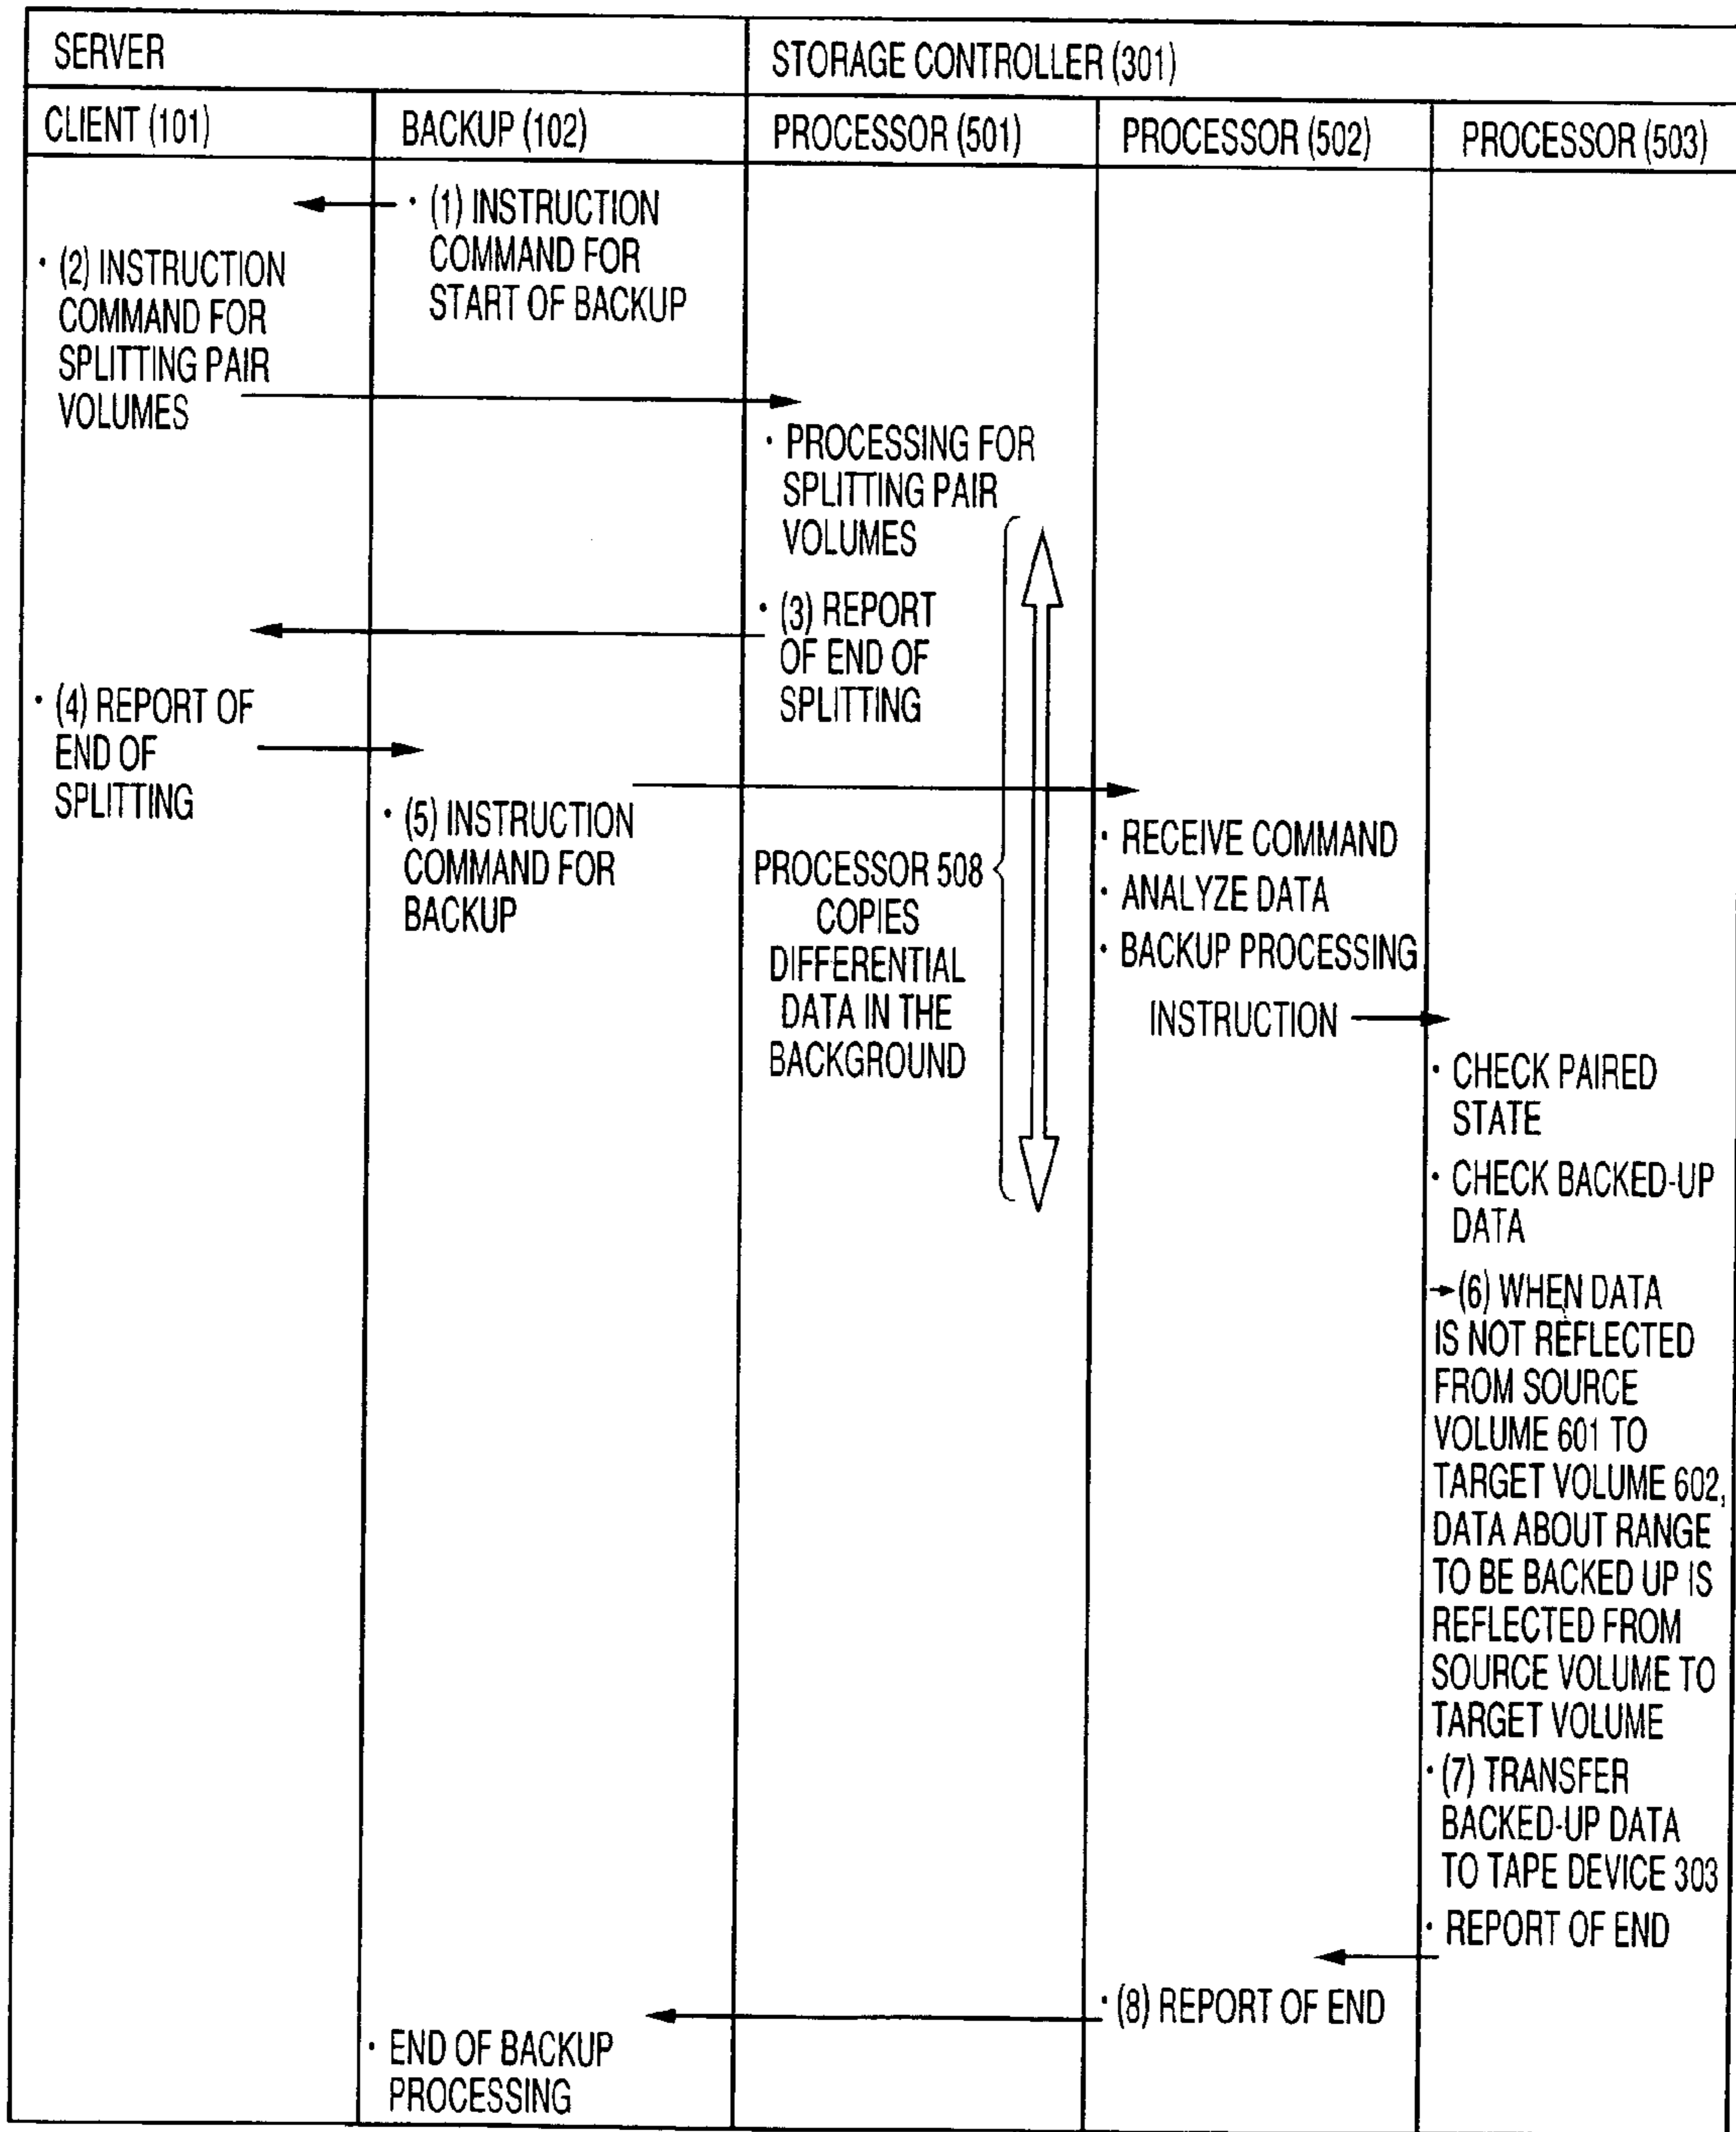 SERVER
STORAGE CONTROLLER (301)
CLIENT (101)
BACKUP (102)
PROCESSOR (501)
PROCESSOR (502)
PROCESSOR (503)
· (1) INSTRUCTION
COMMAND FOR
START OF BACKUP
· (2) INSTRUCTION
COMMAND FOR
SPLITTING PAIR
VOLUMES
· PROCESSING FOR
SPLITTING PAIR
VOLUMES
· (3) REPORT
OF END OF
SPLITTING
· (4) REPORT OF
END OF
SPLITTING
· (5) INSTRUCTION
COMMAND FOR
BACKUP
PROCESSOR 508
COPIES
DIFFERENTIAL
DATA IN THE
BACKGROUND
· RECEIVE COMMAND
· ANALYZE DATA
· BACKUP PROCESSING
INSTRUCTION
· CHECK PAIRED
STATE
· CHECK BACKED-UP
DATA
(6) WHEN DATA
IS NOT REFLECTED
FROM SOURCE
VOLUME 601 TO
TARGET VOLUME 602,
DATA ABOUT RANGE
TO BE BACKED UP IS
REFLECTED FROM
SOURCE VOLUME TO
TARGET VOLUME
· (7) TRANSFER
BACKED-UP DATA
TO TAPE DEVICE 303
· REPORT OF END
· (8) REPORT OF END
· END OF BACKUP
PROCESSING